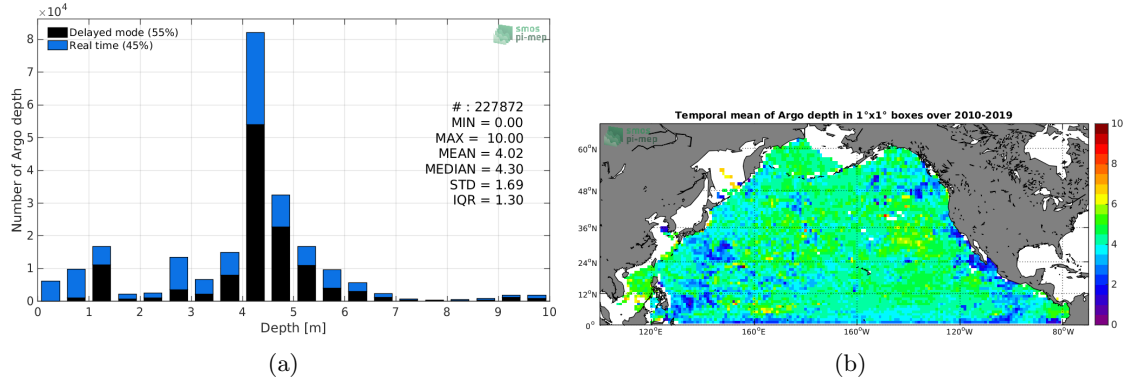 ×10⁴
8
7
6
5
4
3
2
1
0
Number of Argo depth
Delayed mode (55%)
Real time (45%)
smos
pi-mep
# : 227872
MIN = 0.00
MAX = 10.00
MEAN = 4.02
MEDIAN = 4.30
STD = 1.69
IQR = 1.30
0 1 2 3 4 5 6 7 8 9 10
Depth [m]
(a)
Temporal mean of Argo depth in 1°x1° boxes over 2010-2019
smos
pi-mep
60°N
48°N
36°N
24°N
12°N
0°
120°E 160°E 160°W 120°W 80°W
10
8
6
4
2
0
(b)